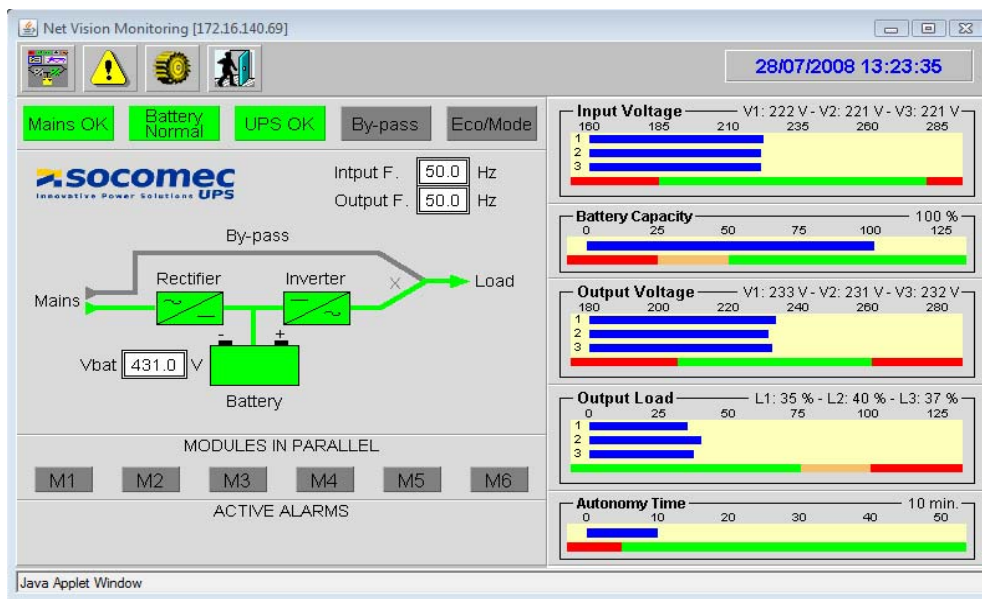 Net Vision Monitoring [172.16.140.69]
28/07/2008 13:23:35
Mains OK
Battery Normal
UPS OK
By-pass
Eco/Mode
socomec
Innovative Power Solutions UPS
Intput F. 50.0 Hz
Output F. 50.0 Hz
By-pass
Rectifier
Inverter
Load
Mains
X
- +
Vbat 431.0 V
Battery
MODULES IN PARALLEL
M1 M2 M3 M4 M5 M6
ACTIVE ALARMS
Input Voltage V1: 222 V - V2: 221 V - V3: 221 V
160 185 210 235 260 285
1
2
3
Battery Capacity 100 %
0 25 50 75 100 125
Output Voltage V1: 233 V - V2: 231 V - V3: 232 V
180 200 220 240 260 280
1
2
3
Output Load L1: 35 % - L2: 40 % - L3: 37 %
0 25 50 75 100 125
1
2
3
Autonomy Time 10 min.
0 10 20 30 40 50
Java Applet Window